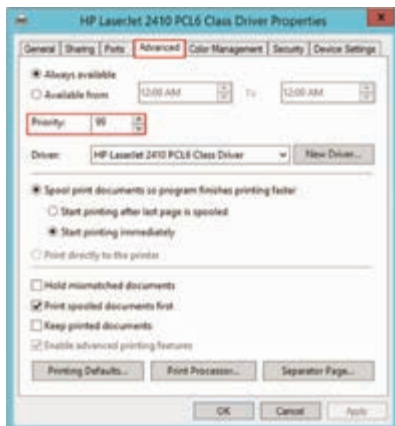 HP LaserJet 2410 PCL6 Class Driver Properties
General Sharing Ports Advanced Color Management Security Device Settings
Always available
Available from 12:00 AM To 12:00 AM
Priority: 99
Driver: HP LaserJet 2410 PCL6 Class Driver New Driver...
Spool print documents so program finishes printing faster
Start printing after last page is spooled
Start printing immediately
Print directly to the printer
Hold mismatched documents
Print spooled documents first
Keep printed documents
Enable advanced printing features
Printing Defaults... Print Processor... Separator Page...
OK Cancel Apply